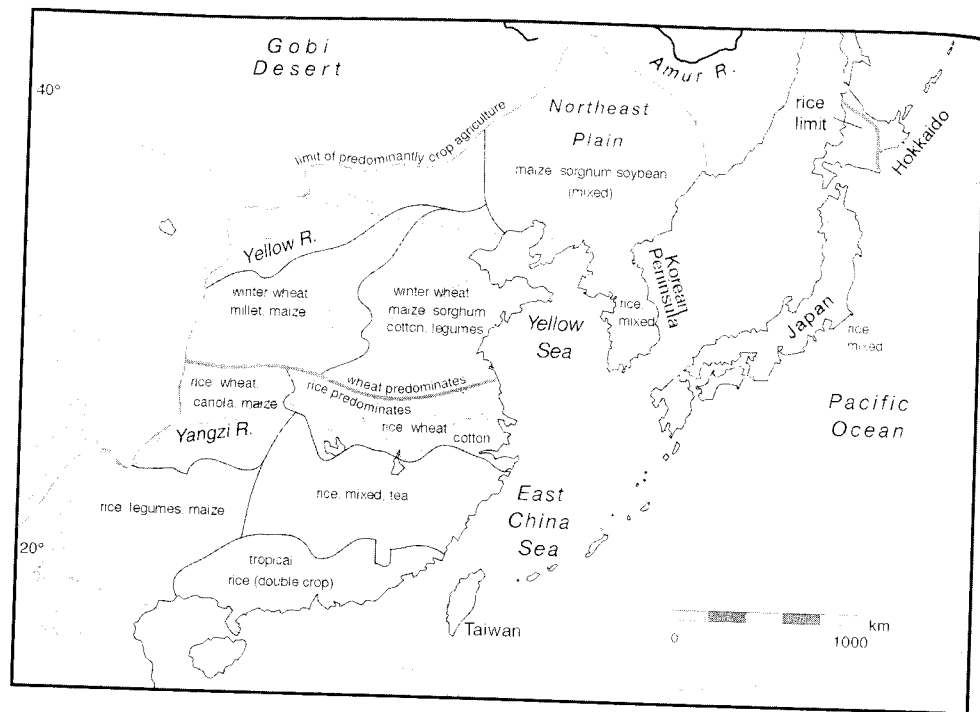 Gobi
Desert
Amur R.
40°
Northeast
Plain
rice
limit
Hokkaido
limit of predominantly crop agriculture
maize sorghum soybean
(mixed)
Yellow R.
Korean
Peninsula
winter wheat
millet, maize
winter wheat
maize sorghum
cotton, legumes
Yellow
Sea
rice,
mixed
Japan
rice
mixed
wheat predominates
rice predominates
rice wheat,
canola, maize
Pacific
Ocean
Yangzi R.
rice wheat
cotton
rice legumes, maize
rice, mixed, tea
East
China
Sea
20°
tropical
rice (double crop)
Taiwan
km
0
1000